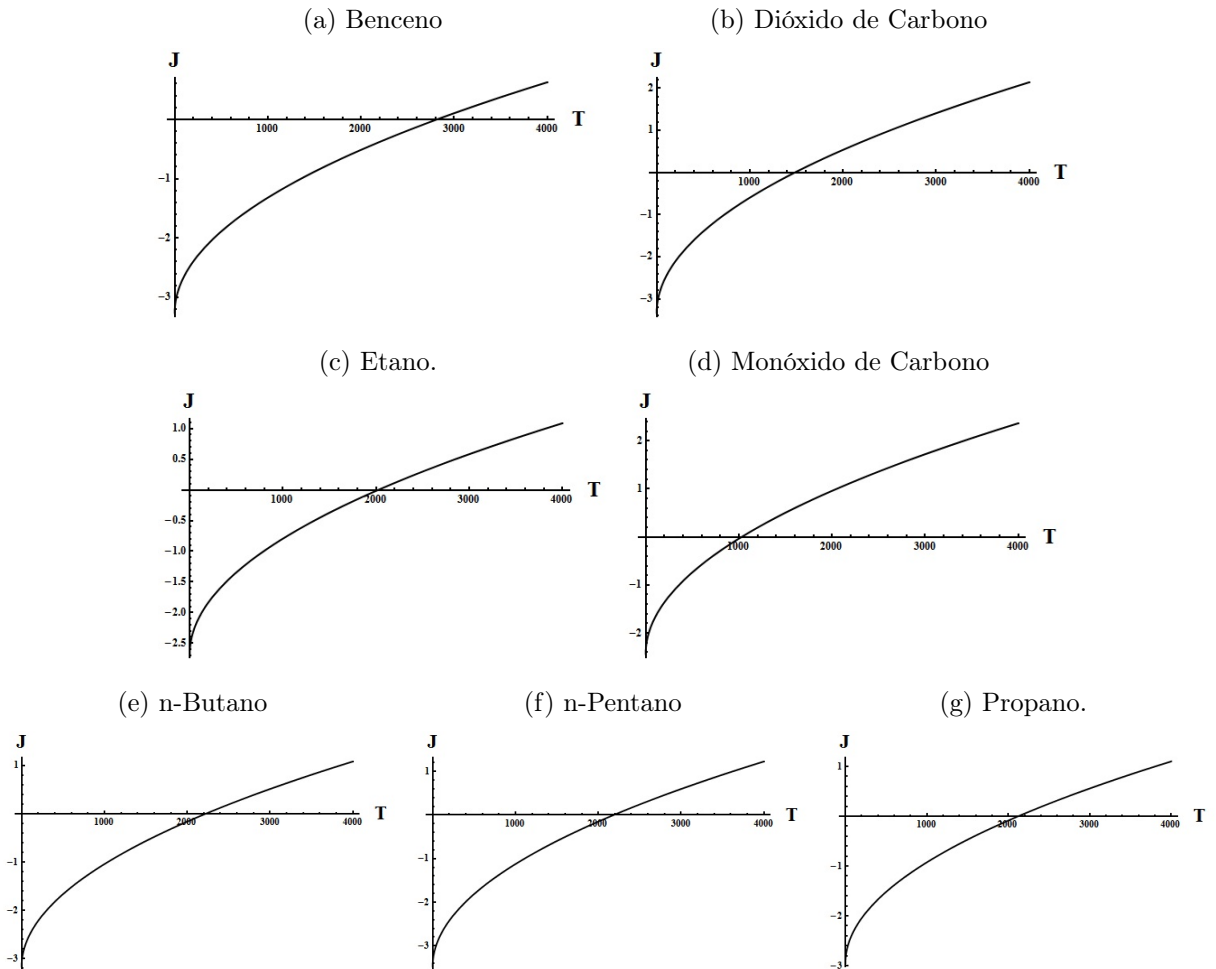 (a) Benceno
J
T
1000
2000
3000
4000
−1
−2
−3
(b) Dióxido de Carbono
J
2
1
T
1000
2000
3000
4000
−1
−2
−3
(c) Etano.
J
1.0
0.5
T
1000
2000
3000
4000
−0.5
−1.0
−1.5
−2.0
−2.5
(d) Monóxido de Carbono
J
2
1
T
1000
2000
3000
4000
−1
−2
(e) n-Butano
J
1
T
1000
2000
3000
4000
−1
−2
−3
(f) n-Pentano
J
1
T
1000
2000
3000
4000
−1
−2
−3
(g) Propano.
J
1
T
1000
2000
3000
4000
−1
−2
−3